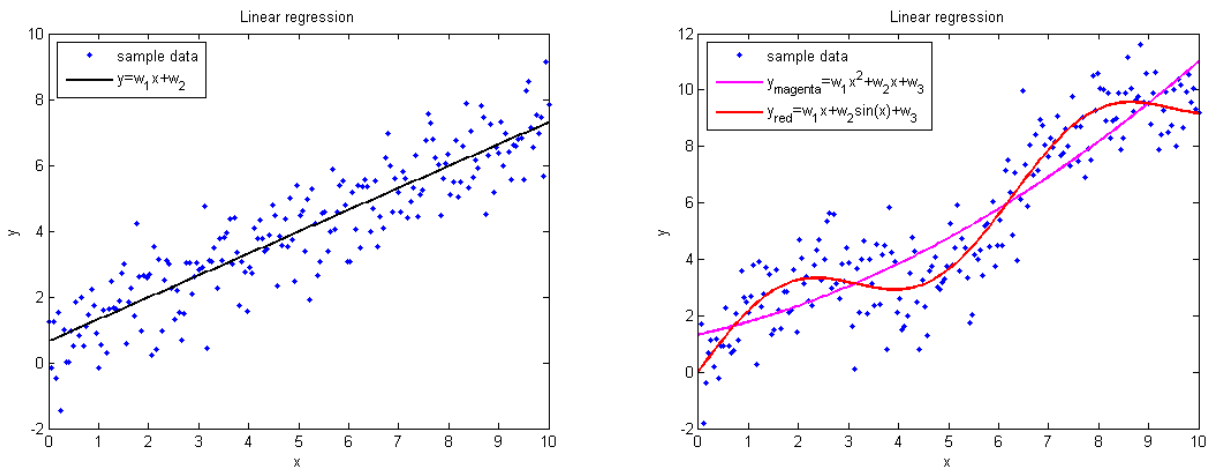 Linear regression
10
8
6
4
2
0
-2
0 1 2 3 4 5 6 7 8 9 10
x
y
sample data
y=w₁x+w₂
Linear regression
12
10
8
6
4
2
0
-2
0 1 2 3 4 5 6 7 8 9 10
x
y
sample data
y_magenta=w₁x²+w₂x+w₃
y_red=w₁x+w₂sin(x)+w₃